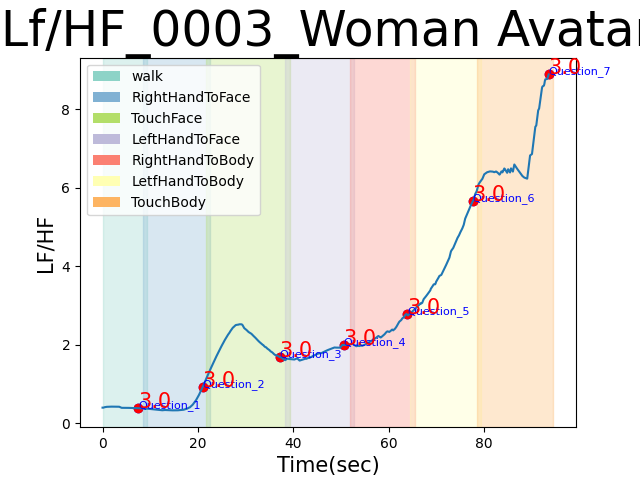 Lf/HF_0003_Woman Avatar
walk
RightHandToFace
TouchFace
LeftHandToFace
RightHandToBody
LetfHandToBody
TouchBody
3.0
Question_1
3.0
Question_2
3.0
Question_3
3.0
Question_4
3.0
Question_5
3.0
Question_6
3.0
Question_7
LF/HF
0
2
4
6
8
0
20
40
60
80
Time(sec)